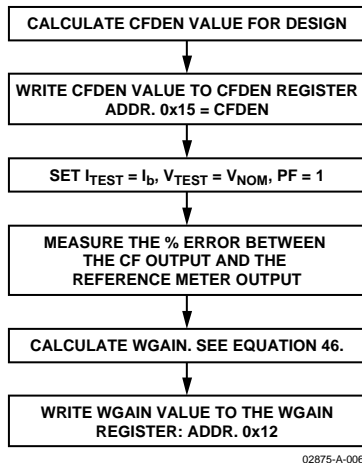 CALCULATE CFDEN VALUE FOR DESIGN
WRITE CFDEN VALUE TO CFDEN REGISTER
ADDR. 0x15 = CFDEN
SET ITEST = Ib, VTEST = VNOM, PF = 1
MEASURE THE % ERROR BETWEEN
THE CF OUTPUT AND THE
REFERENCE METER OUTPUT
CALCULATE WGAIN. SEE EQUATION 46.
WRITE WGAIN VALUE TO THE WGAIN
REGISTER: ADDR. 0x12
02875-A-006